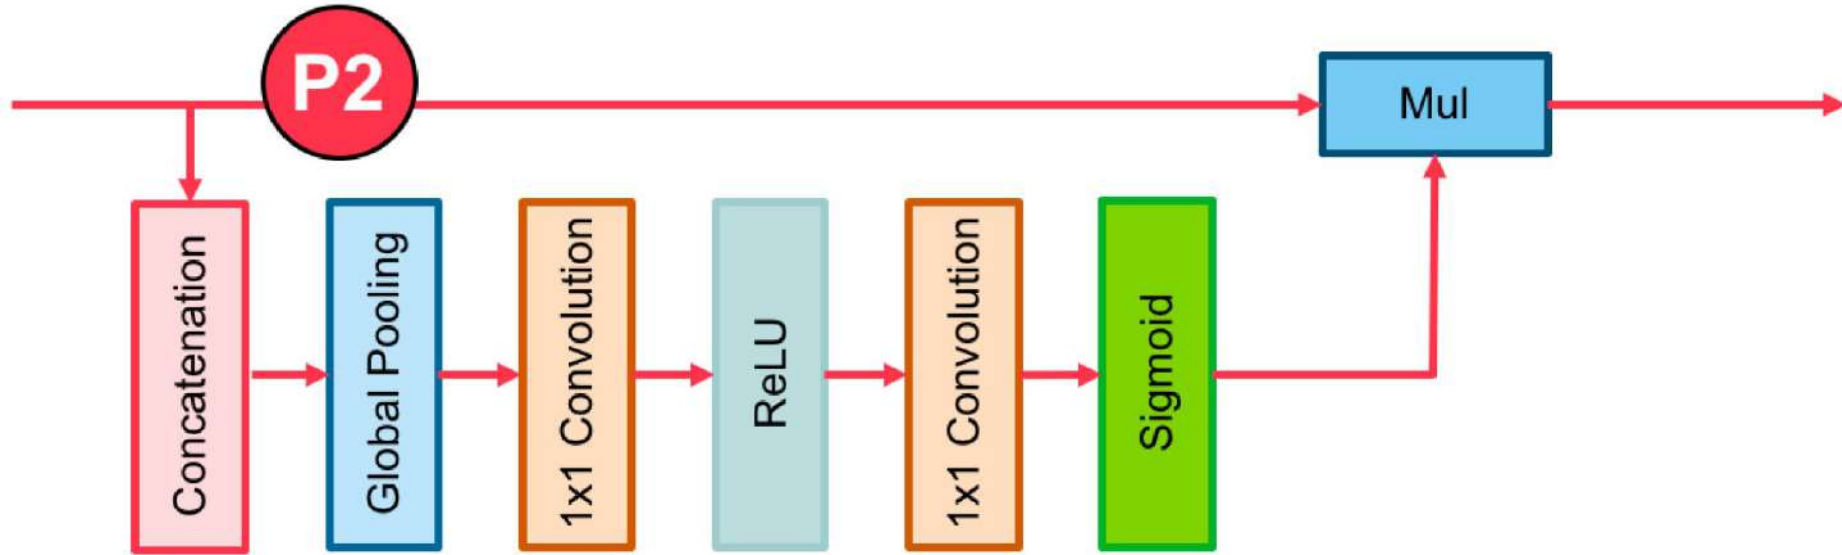 P2
Mul
Concatenation
Global Pooling
1x1 Convolution
ReLU
1x1 Convolution
Sigmoid